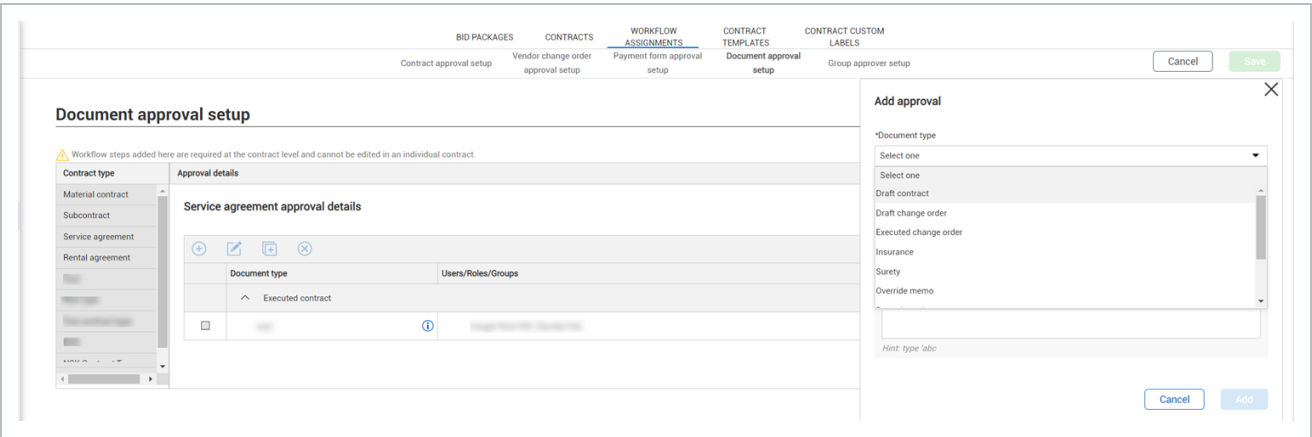 BID PACKAGES
CONTRACTS
WORKFLOW
ASSIGNMENTS
CONTRACT
TEMPLATES
CONTRACT CUSTOM
LABELS
Contract approval setup
Vendor change order
approval setup
Payment form approval
setup
Document approval
setup
Group approver setup
Cancel
Save
Document approval setup
Workflow steps added here are required at the contract level and cannot be edited in an individual contract.
Contract type
Approval details
Material contract
Subcontract
Service agreement
Rental agreement
Service agreement approval details
Document type
Users/Roles/Groups
Executed contract
Add approval
*Document type
Select one
Select one
Draft contract
Draft change order
Executed change order
Insurance
Surety
Override memo
Hint: type 'abc
Cancel
Add